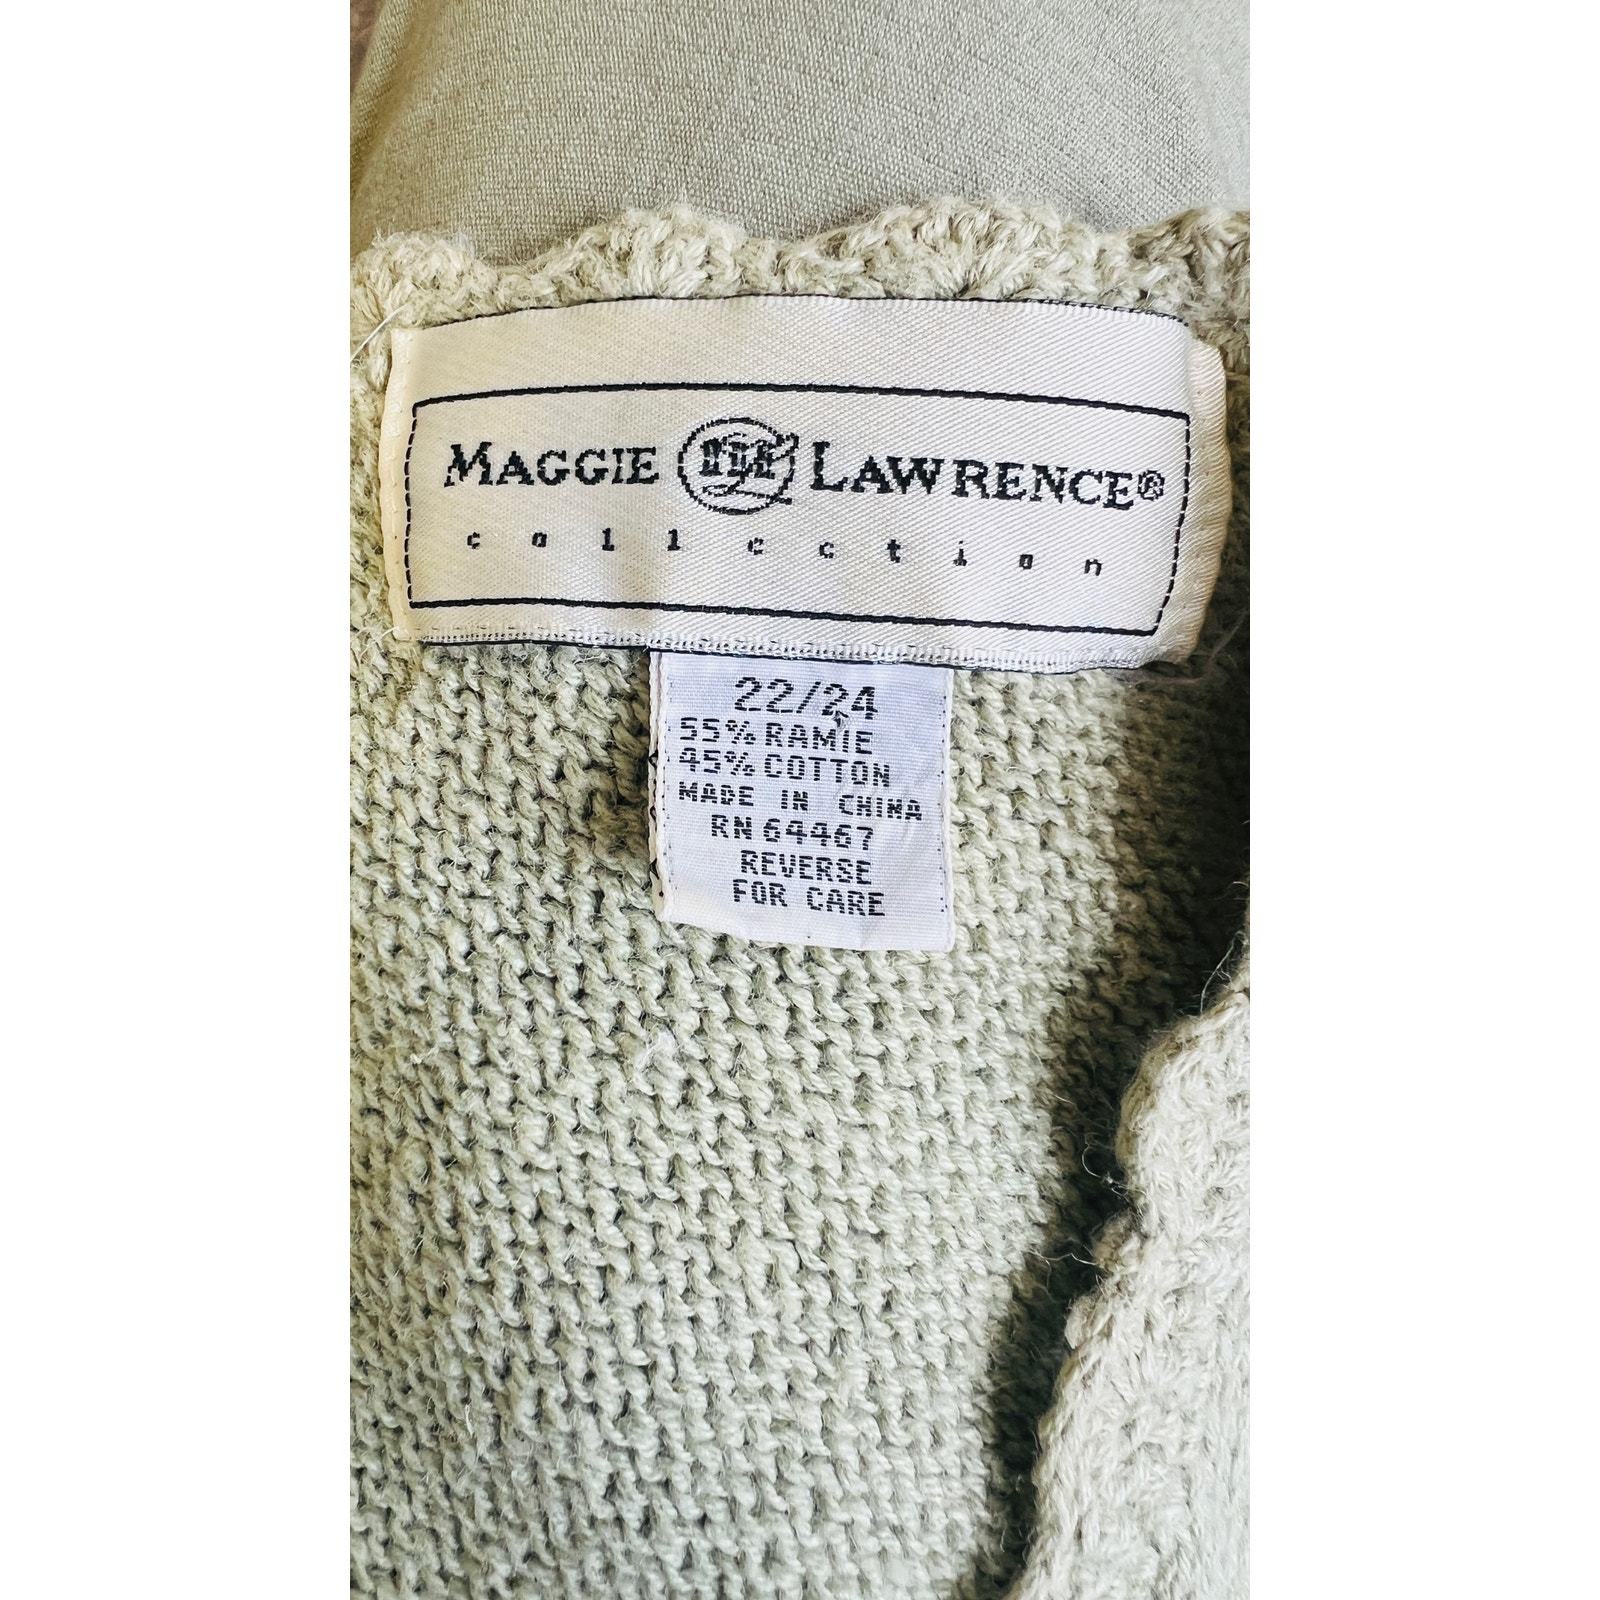 MAGGIE LAWRENCE®
collection
22/24
55% RAMIE
45% COTTON
MADE IN CHINA
RN 64467
REVERSE
FOR CARE